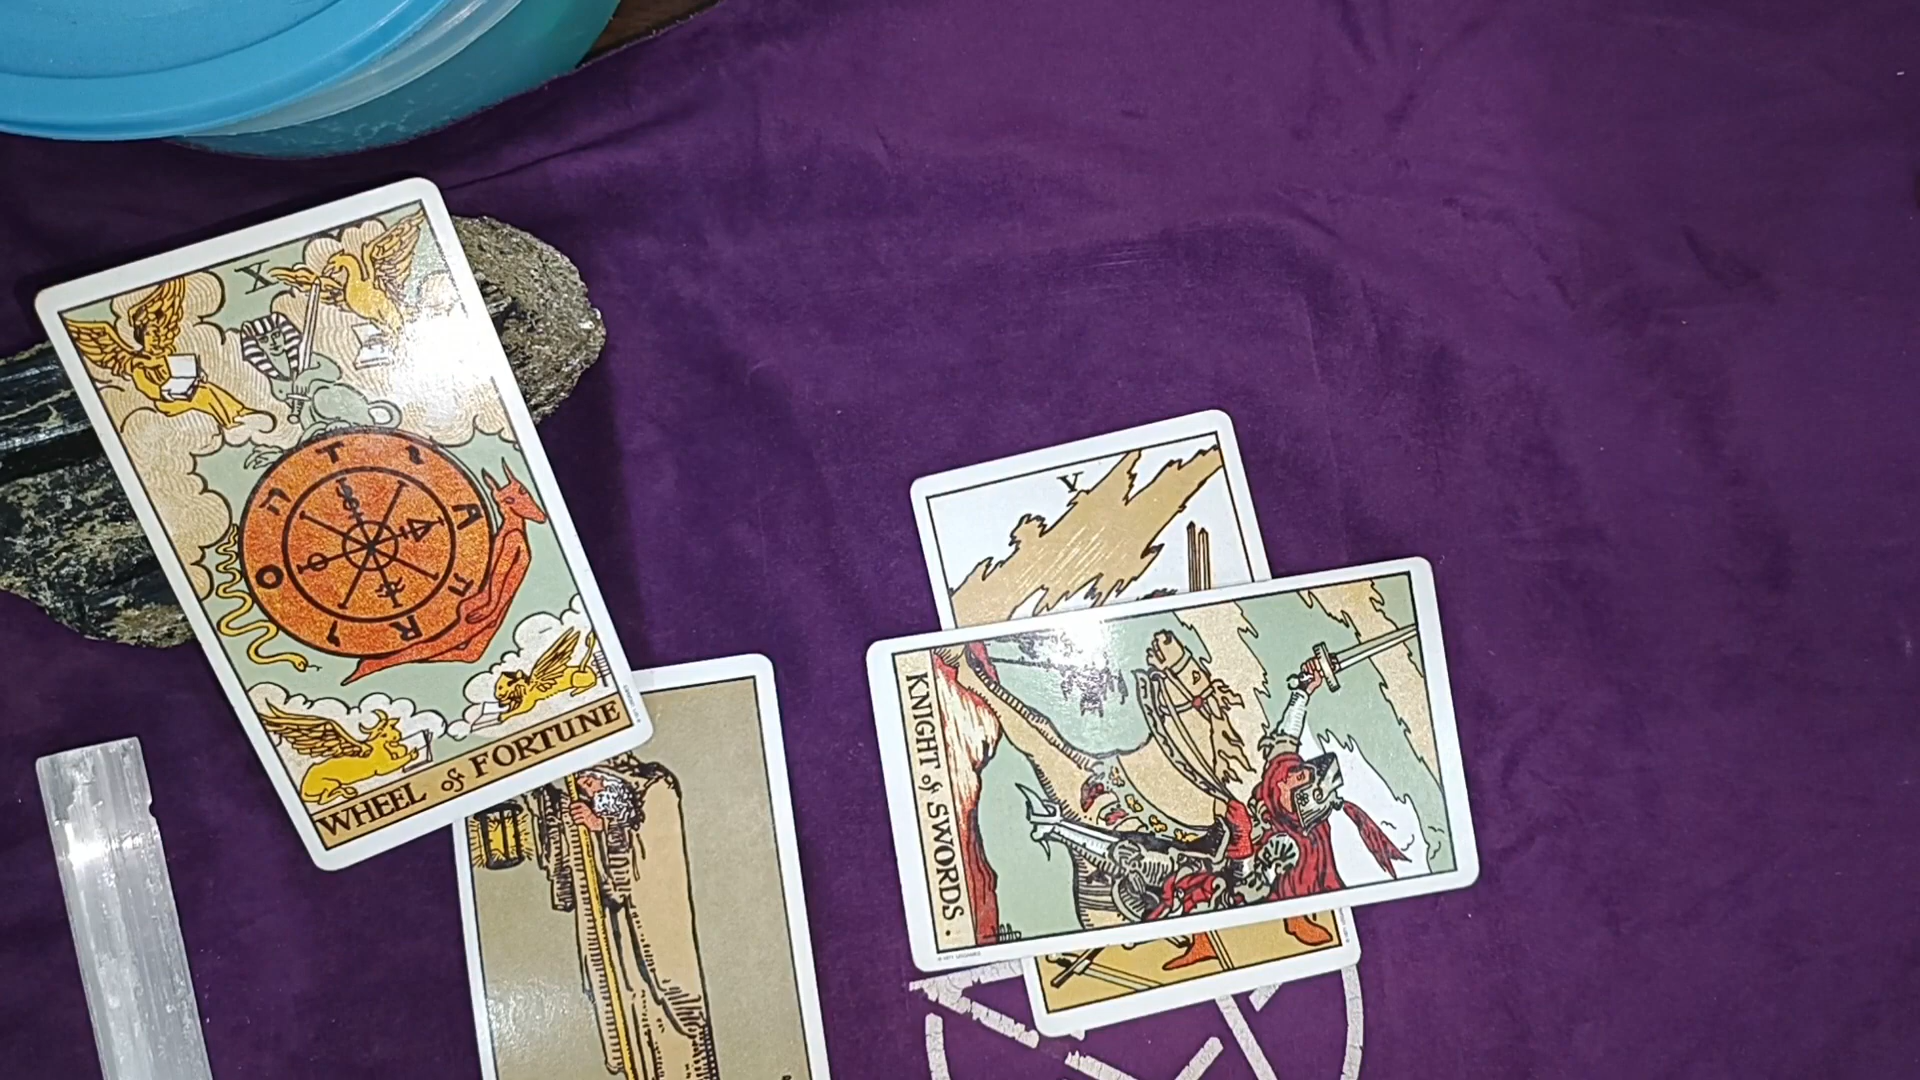 X
T
A
R
O
ה
ו
ה
י
WHEEL of FORTUNE
V
KNIGHT of SWORDS.